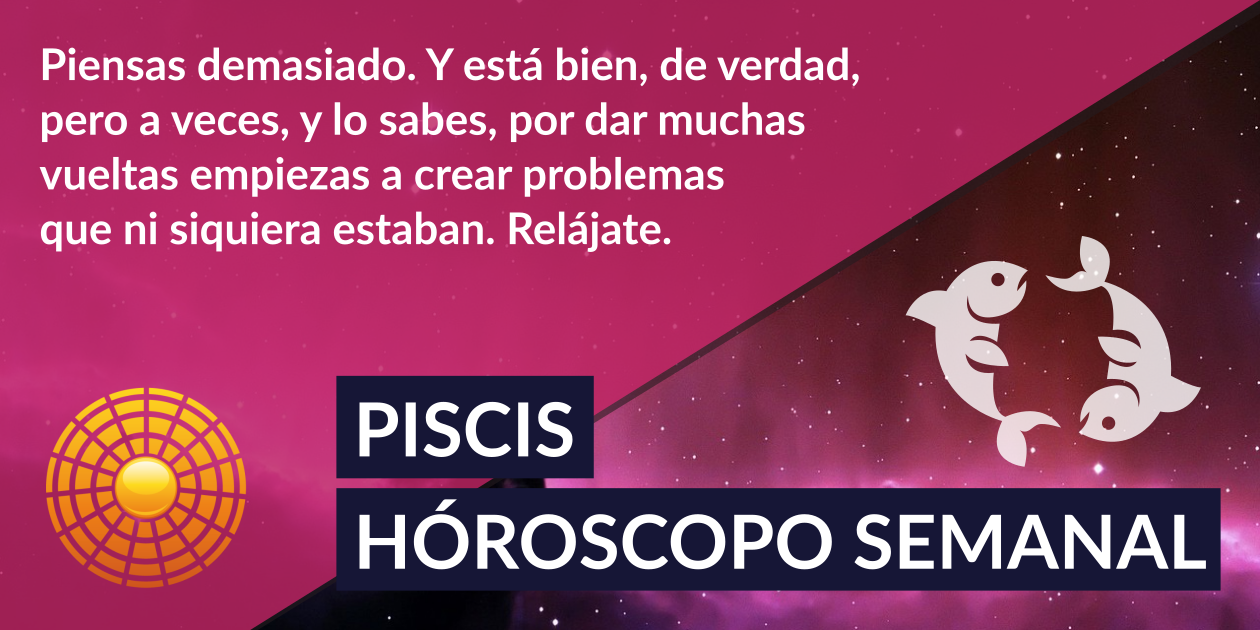 Piensas demasiado. Y está bien, de verdad,
pero a veces, y lo sabes, por dar muchas
vueltas empiezas a crear problemas
que ni siquiera estaban. Relájate.
PISCIS
HÓROSCOPO SEMANAL